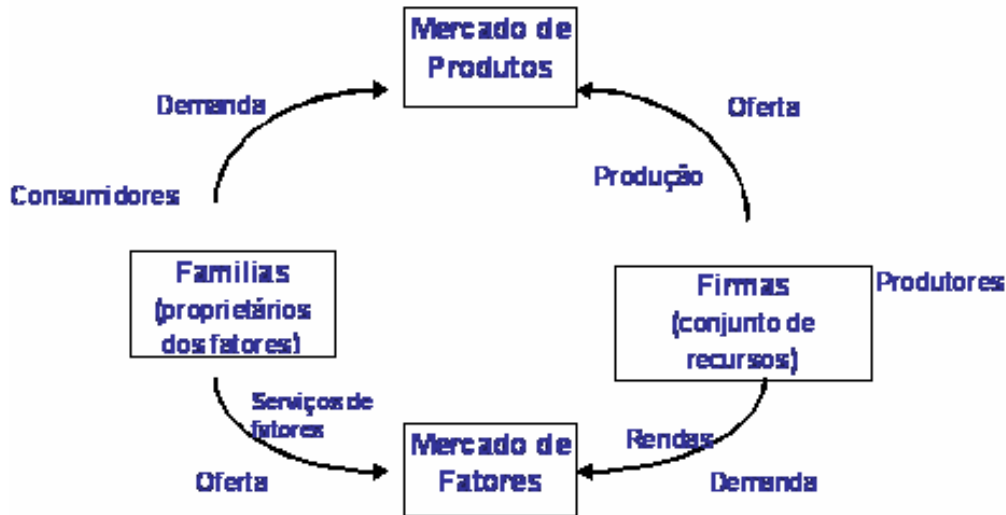 Mercado de
Produtos
Demanda
Oferta
Produção
Consumidores
Familias
(proprietários
dos fatores)
Firmas
(conjunto de
recursos)
Produtores
Serviços de
fatores
Oferta
Mercado de
Fatores
Rendas
Demanda